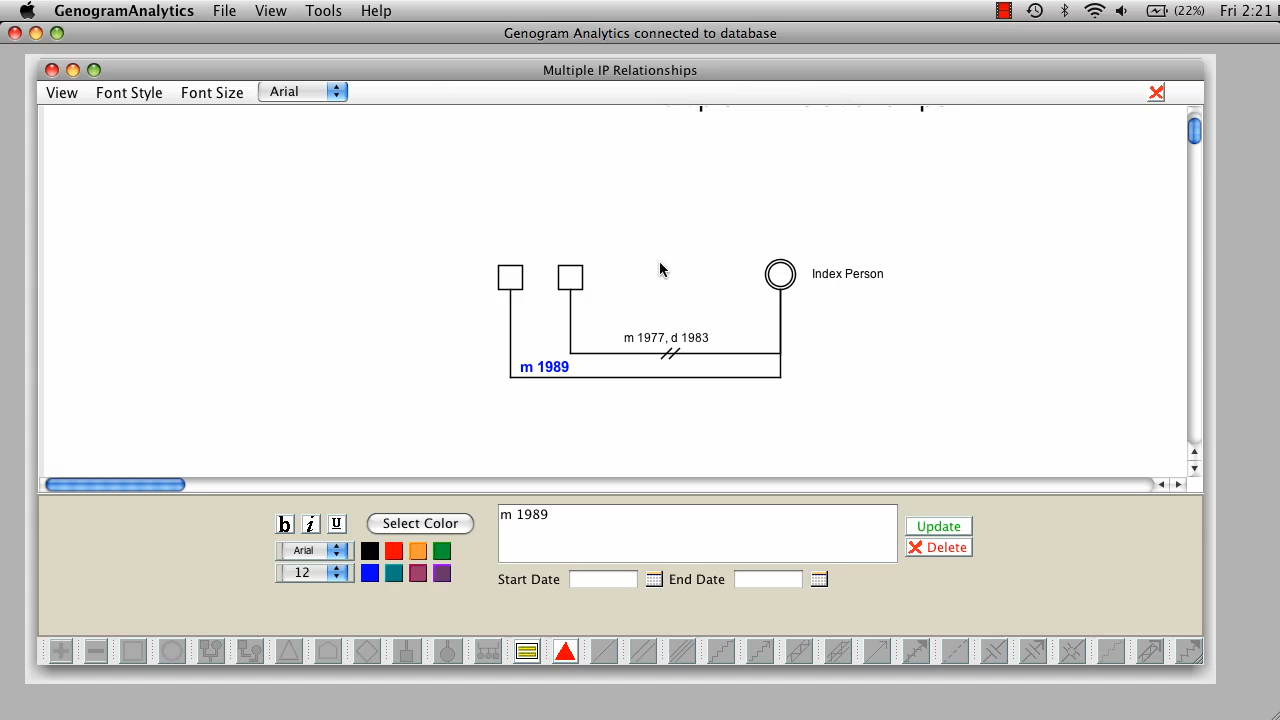 GenogramAnalytics File View Tools Help (22%) Fri 2:21
Genogram Analytics connected to database
Multiple IP Relationships
View Font Style Font Size Arial
Index Person
m 1977, d 1983
m 1989
b i U Select Color
m 1989
Update
Arial
Delete
12
Start Date End Date